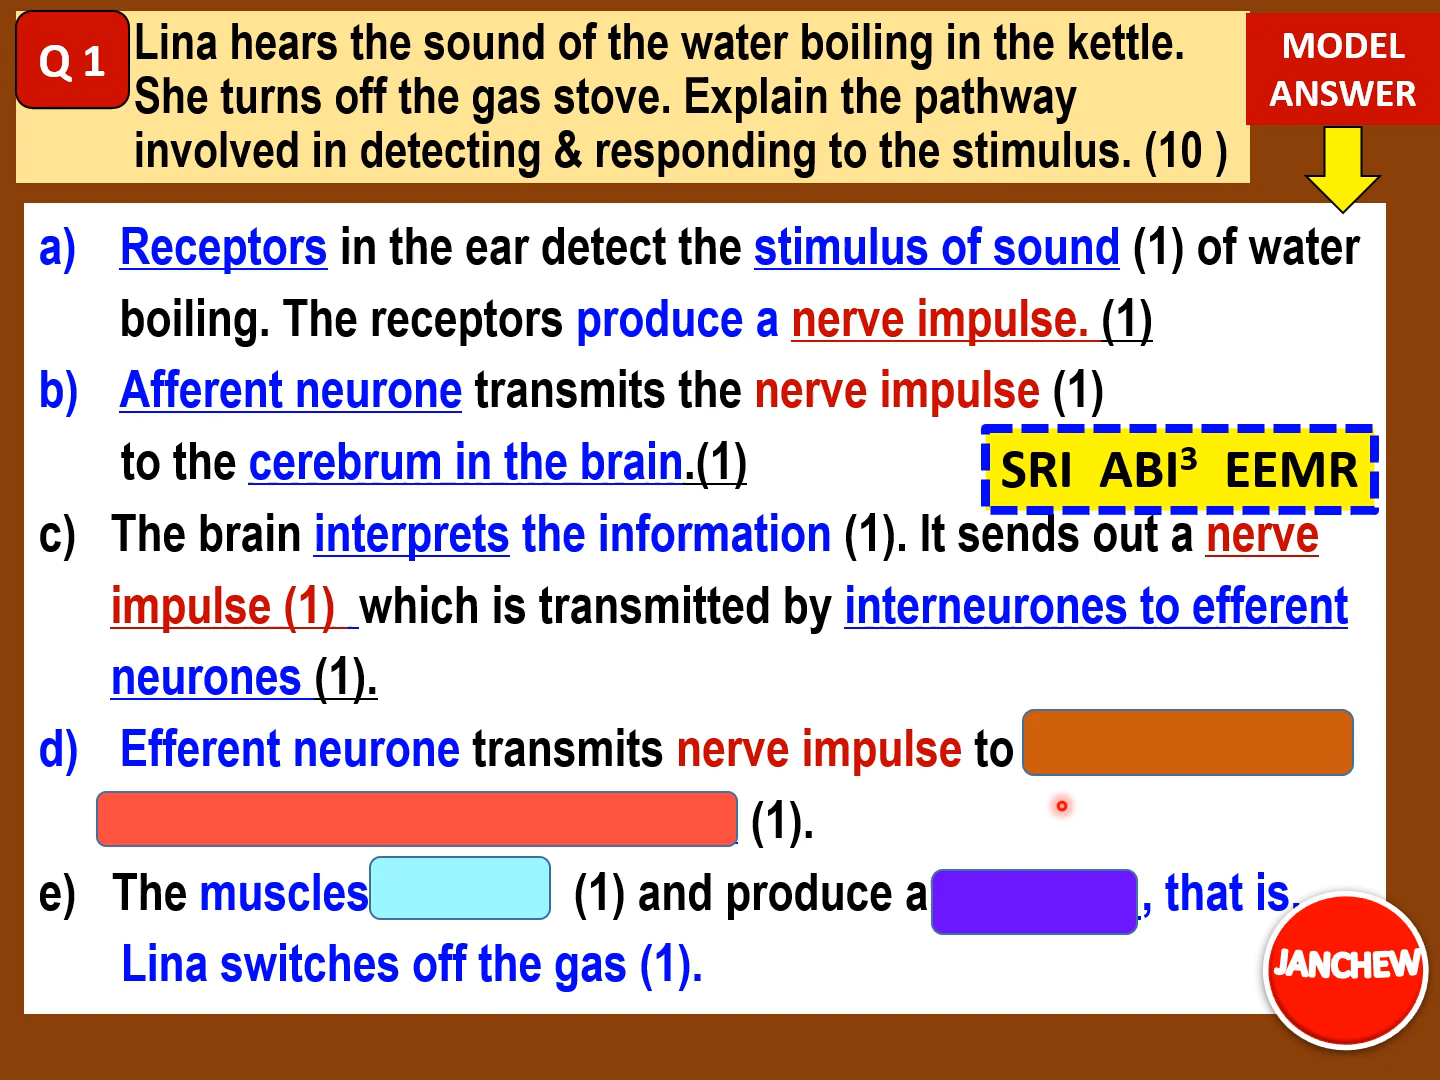 Q 1
Lina hears the sound of the water boiling in the kettle.
She turns off the gas stove. Explain the pathway
involved in detecting & responding to the stimulus. (10 )
MODEL
ANSWER
a) Receptors in the ear detect the stimulus of sound (1) of water
boiling. The receptors produce a nerve impulse. (1)
b) Afferent neurone transmits the nerve impulse (1)
to the cerebrum in the brain.(1)
SRI ABI³ EEMR
c) The brain interprets the information (1). It sends out a nerve
impulse (1) which is transmitted by interneurones to efferent
neurones (1).
d) Efferent neurone transmits nerve impulse to
(1).
e) The muscles (1) and produce a , that is,
Lina switches off the gas (1).
JANCHEW